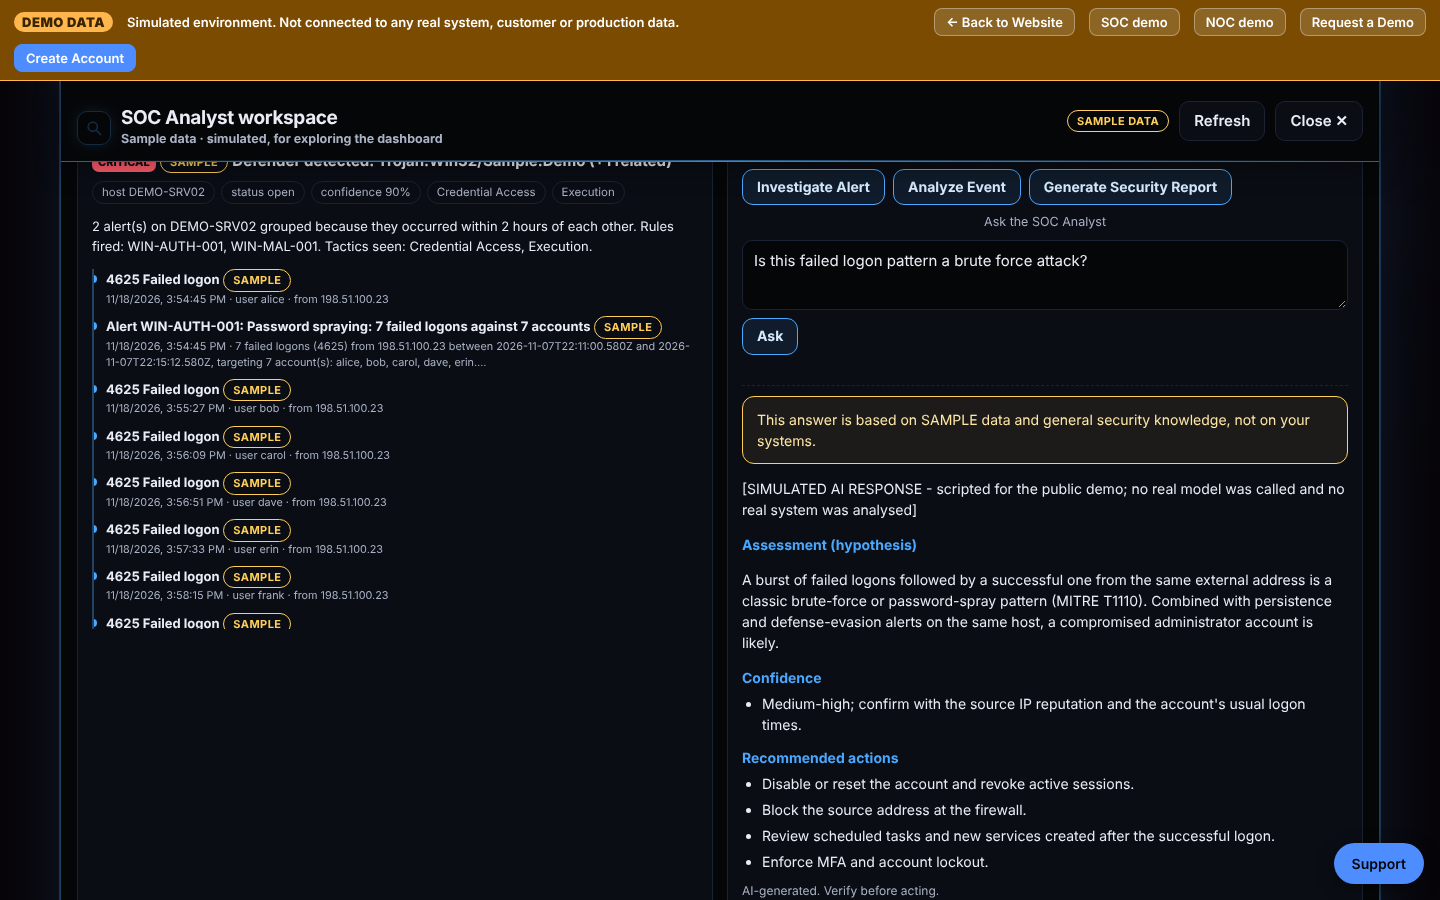 DEMO DATA Simulated environment. Not connected to any real system, customer or production data.
← Back to Website
SOC demo
NOC demo
Request a Demo
Create Account
SOC Analyst workspace
Sample data · simulated, for exploring the dashboard
SAMPLE DATA
Refresh
Close ✕
CRITICAL SAMPLE Defender detected: Trojan:Win32/Sample.Demo (+1 related)
host DEMO-SRV02
status open
confidence 90%
Credential Access
Execution
2 alert(s) on DEMO-SRV02 grouped because they occurred within 2 hours of each other. Rules
fired: WIN-AUTH-001, WIN-MAL-001. Tactics seen: Credential Access, Execution.
4625 Failed logon SAMPLE
11/18/2026, 3:54:45 PM · user alice · from 198.51.100.23
Alert WIN-AUTH-001: Password spraying: 7 failed logons against 7 accounts SAMPLE
11/18/2026, 3:54:45 PM · 7 failed logons (4625) from 198.51.100.23 between 2026-11-07T22:11:00.580Z and 2026-
11-07T22:15:12.580Z, targeting 7 account(s): alice, bob, carol, dave, erin....
4625 Failed logon SAMPLE
11/18/2026, 3:55:27 PM · user bob · from 198.51.100.23
4625 Failed logon SAMPLE
11/18/2026, 3:56:09 PM · user carol · from 198.51.100.23
4625 Failed logon SAMPLE
11/18/2026, 3:56:51 PM · user dave · from 198.51.100.23
4625 Failed logon SAMPLE
11/18/2026, 3:57:33 PM · user erin · from 198.51.100.23
4625 Failed logon SAMPLE
11/18/2026, 3:58:15 PM · user frank · from 198.51.100.23
4625 Failed logon SAMPLE
Investigate Alert
Analyze Event
Generate Security Report
Ask the SOC Analyst
Is this failed logon pattern a brute force attack?
Ask
This answer is based on SAMPLE data and general security knowledge, not on your
systems.
[SIMULATED AI RESPONSE - scripted for the public demo; no real model was called and no
real system was analysed]
Assessment (hypothesis)
A burst of failed logons followed by a successful one from the same external address is a
classic brute-force or password-spray pattern (MITRE T1110). Combined with persistence
and defense-evasion alerts on the same host, a compromised administrator account is
likely.
Confidence
• Medium-high; confirm with the source IP reputation and the account's usual logon
times.
Recommended actions
• Disable or reset the account and revoke active sessions.
• Block the source address at the firewall.
• Review scheduled tasks and new services created after the successful logon.
• Enforce MFA and account lockout.
AI-generated. Verify before acting.
Support